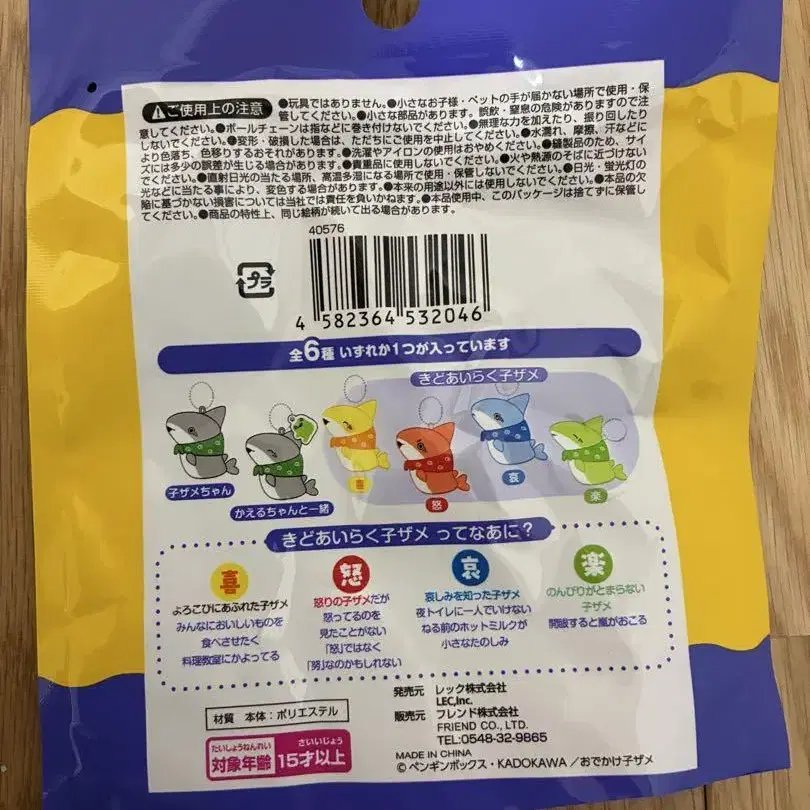 ご使用上の注意 ●玩具ではありません。●小さなお子様・ペットの手が届かない場所で使用・保
管してください。●小さな部品があります。誤飲・窒息の危険がありますので注
意してください。●ボールチェーンは指などに巻き付けないでください。●無理な力を加えたり、振り回したり
しないでください。●変形・破損した場合は、ただちにご使用を中止してください。●水濡れ、摩擦、汗などに
より色落ち、色移りするおそれがあります。●洗濯やアイロンの使用はおやめください。●縫製品のため、サイ
ズには多少の誤差が生じる場合があります。●貴重品に使用しないでください。●火や熱源のそばに近づけない
でください。●直射日光の当たる場所、高温多湿になる場所で使用・保管しないでください。●日光・蛍光灯の
光などに当たる事により、変色する場合があります。●本来の用途以外には使用しないでください。●本品の欠
陥に基づかない損害については当社では責任を負いかねます。●本品使用中、このパッケージは捨てずに保管し
てください。●商品の特性上、同じ絵柄が続いて出る場合があります。
40576
プラ
4 582364 532046
全6種 いずれか1つが入っています
きどあいらく子ザメ
子ザメちゃん
かえるちゃんと一緒
喜
怒
哀
楽
きどあいらく子ザメ ってなあに?
喜
よろこびにあふれた子ザメ
みんなにおいしいものを
食べさせたく
料理教室にかよってる
怒
怒りの子ザメだが
怒ってるのを
見たことがない
「怒」ではなく
「努」なのかもしれない
哀
哀しみを知った子ザメ
夜トイレに一人でいけない
ねる前のホットミルクが
小さなたのしみ
楽
のんびりがとまらない
子ザメ
開眼すると嵐がおこる
材質 本体:ポリエステル
たいしょうねんれい さいいじょう
対象年齢 15才以上
発売元 レック株式会社
LEC,Inc.
販売元 フレンド株式会社
FRIEND CO., LTD.
TEL:0548-32-9865
MADE IN CHINA
©ペンギンボックス・KADOKAWA/おでかけ子ザメ